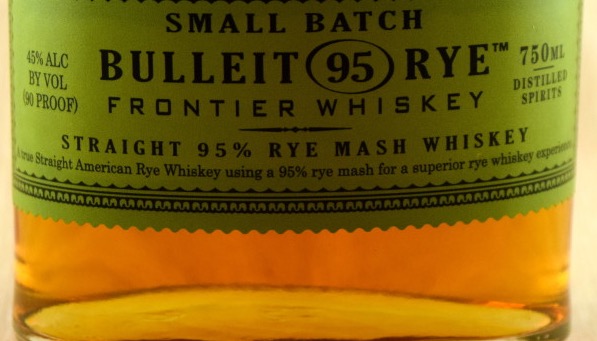 SMALL BATCH
45% ALC
BY VOL
(90 PROOF)
BULLEIT 95 RYE™
750ML
DISTILLED
SPIRITS
FRONTIER WHISKEY
STRAIGHT 95% RYE MASH WHISKEY
true Straight American Rye Whiskey using a 95% rye mash for a superior rye whiskey